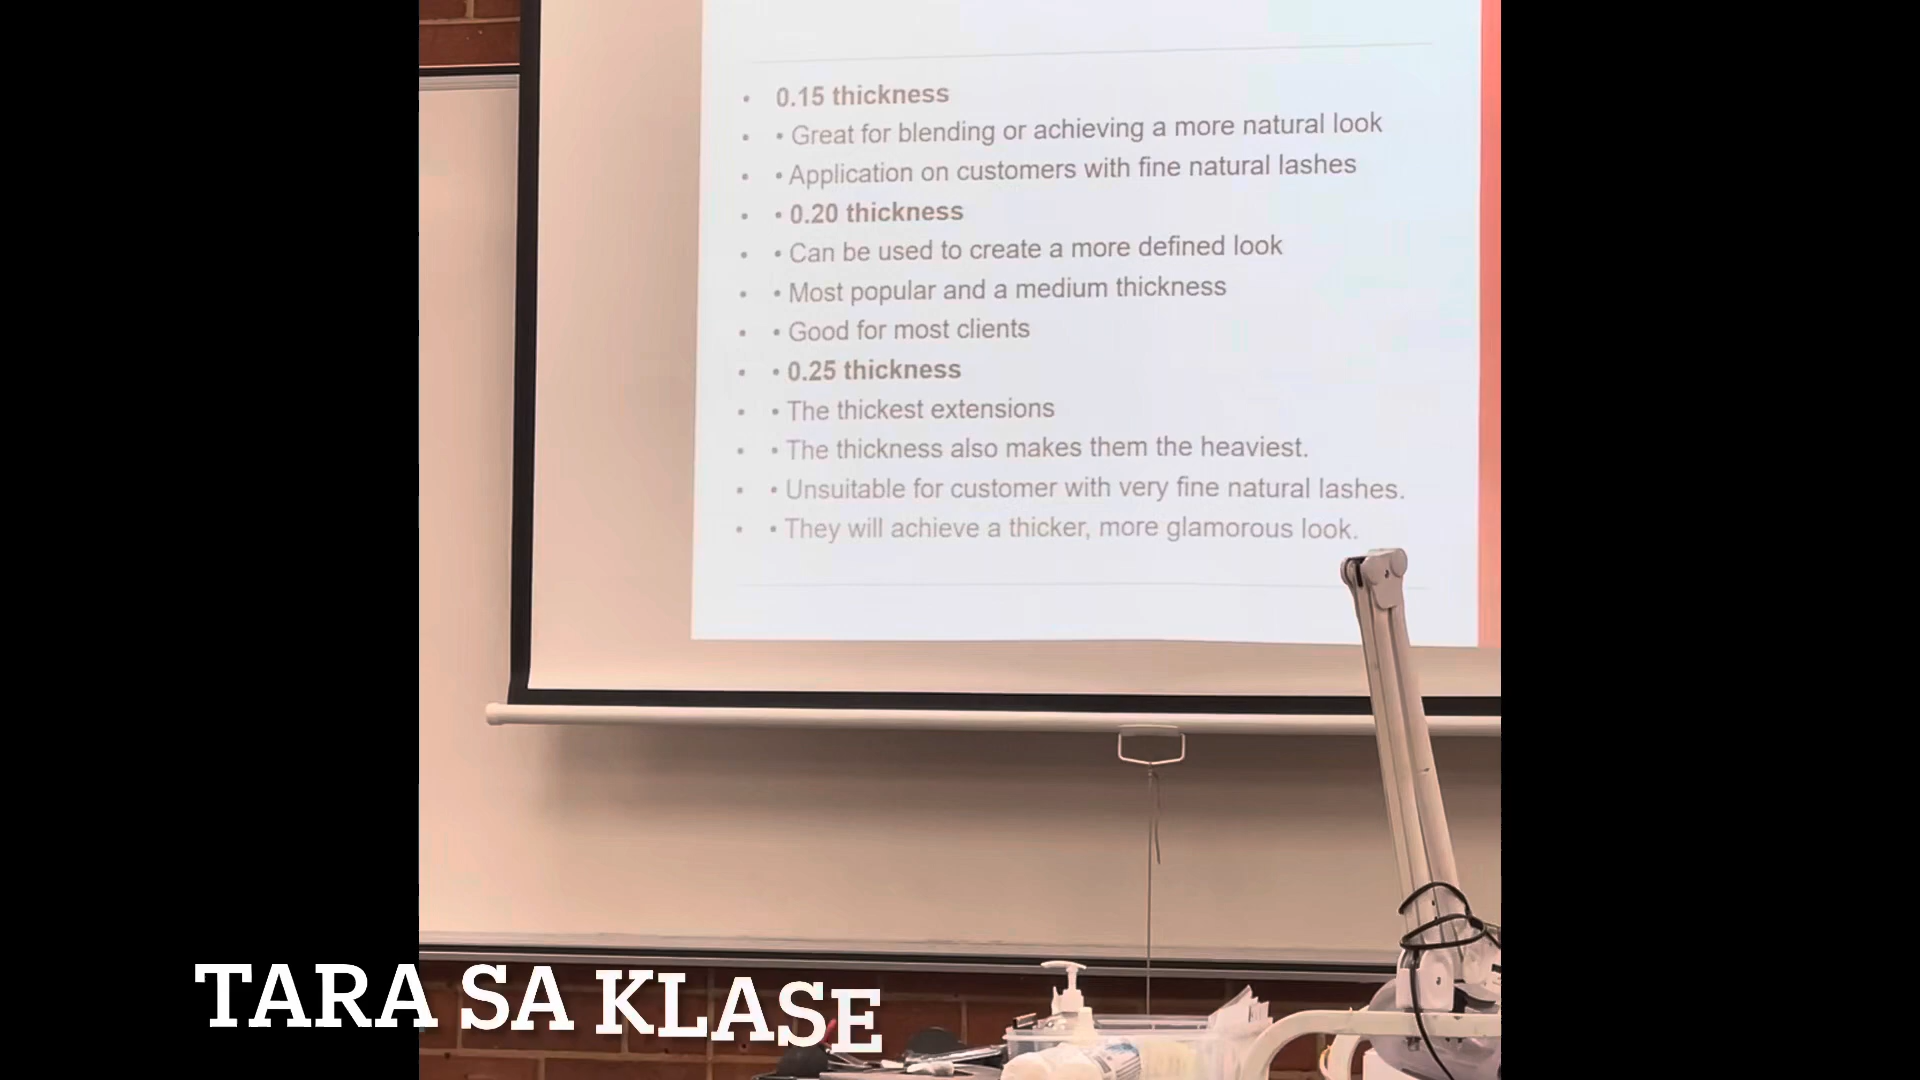 • 0.15 thickness
• • Great for blending or achieving a more natural look
• • Application on customers with fine natural lashes
• • 0.20 thickness
• • Can be used to create a more defined look
• • Most popular and a medium thickness
• • Good for most clients
• • 0.25 thickness
• • The thickest extensions
• • The thickness also makes them the heaviest.
• • Unsuitable for customer with very fine natural lashes.
• • They will achieve a thicker, more glamorous look.
TARA SA KLASE